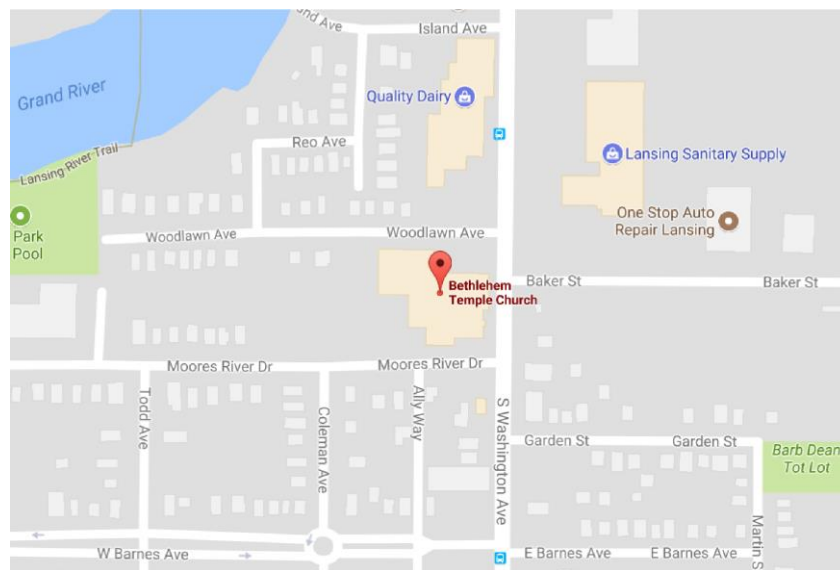 and Ave
Island Ave
Grand River
Quality Dairy
Reo Ave
Lansing River Trail
Lansing Sanitary Supply
Park
Pool
One Stop Auto
Repair Lansing
Woodlawn Ave
Woodlawn Ave
Bethlehem
Temple Church
Baker St
Baker St
Moores River Dr
Moores River Dr
Todd Ave
Coleman Ave
Ally Way
S Washington Ave
Garden St
Garden St
Barb Dean
Tot Lot
Martin S
W Barnes Ave
E Barnes Ave
E Barnes Ave